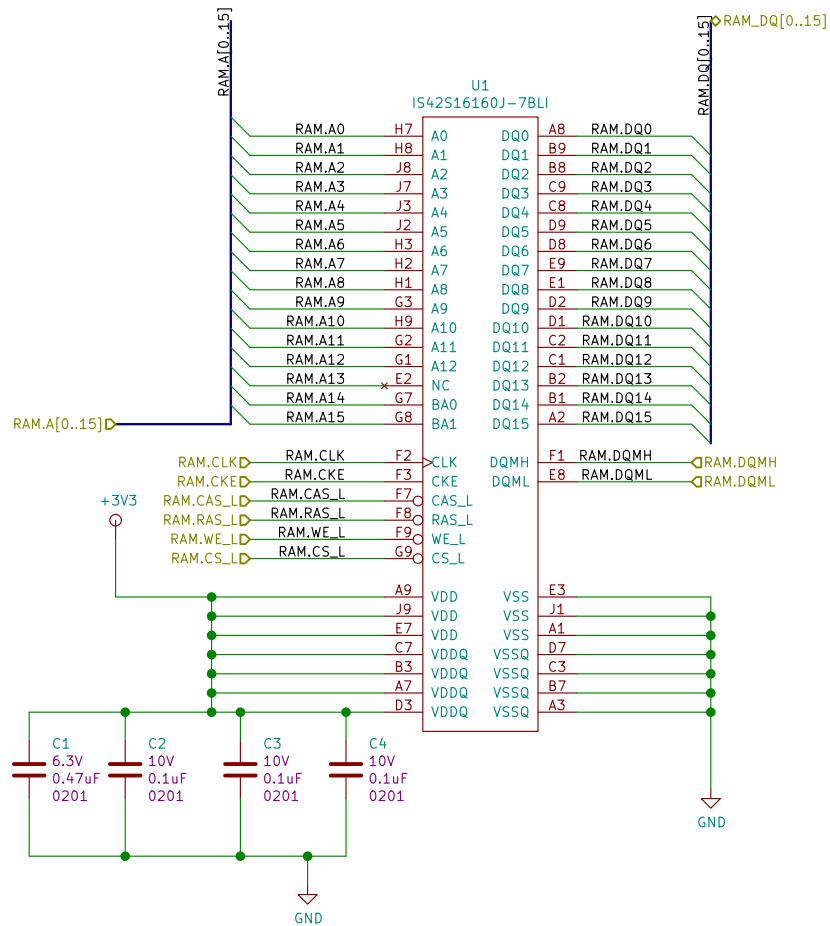 RAM.A[0..15]
RAM.DQ[0..15]
RAM_DQ[0..15]
U1
IS42S16160J-7BLI
RAM.A0 H7 A0 DQ0 A8 RAM.DQ0
RAM.A1 H8 A1 DQ1 B9 RAM.DQ1
RAM.A2 J8 A2 DQ2 B8 RAM.DQ2
RAM.A3 J7 A3 DQ3 C9 RAM.DQ3
RAM.A4 J3 A4 DQ4 C8 RAM.DQ4
RAM.A5 J2 A5 DQ5 D9 RAM.DQ5
RAM.A6 H3 A6 DQ6 D8 RAM.DQ6
RAM.A7 H2 A7 DQ7 E9 RAM.DQ7
RAM.A8 H1 A8 DQ8 E1 RAM.DQ8
RAM.A9 G3 A9 DQ9 D2 RAM.DQ9
RAM.A10 H9 A10 DQ10 D1 RAM.DQ10
RAM.A11 G2 A11 DQ11 C2 RAM.DQ11
RAM.A12 G1 A12 DQ12 C1 RAM.DQ12
RAM.A13 E2 NC DQ13 B2 RAM.DQ13
RAM.A14 G7 BA0 DQ14 B1 RAM.DQ14
RAM.A[0..15] RAM.A15 G8 BA1 DQ15 A2 RAM.DQ15
RAM.CLK RAM.CLK F2 CLK DQMH F1 RAM.DQMH RAM.DQMH
RAM.CKE RAM.CKE F3 CKE DQML E8 RAM.DQML RAM.DQML
RAM.CAS_L RAM.CAS_L F7 CAS_L
+3V3
RAM.RAS_L RAM.RAS_L F8 RAS_L
RAM.WE_L RAM.WE_L F9 WE_L
RAM.CS_L RAM.CS_L G9 CS_L
A9 VDD VSS E3
J9 VDD VSS J1
E7 VDD VSS A1
C7 VDDQ VSSQ D7
B3 VDDQ VSSQ C3
A7 VDDQ VSSQ B7
D3 VDDQ VSSQ A3
C1
6.3V
0.47uF
0201
C2
10V
0.1uF
0201
C3
10V
0.1uF
0201
C4
10V
0.1uF
0201
GND
GND